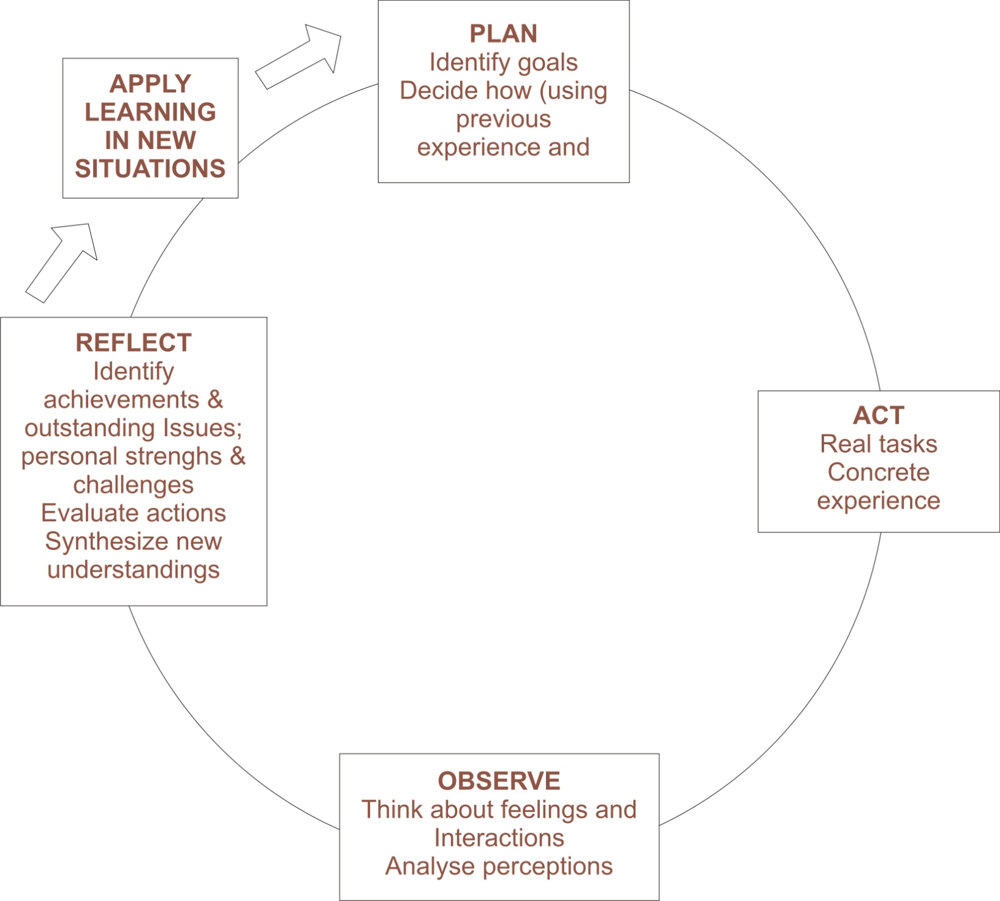 PLAN
Identify goals
Decide how (using
previous
experience and
APPLY
LEARNING
IN NEW
SITUATIONS
REFLECT
Identify
achievements &
outstanding Issues;
personal strenghs &
challenges
Evaluate actions
Synthesize new
understandings
ACT
Real tasks
Concrete
experience
OBSERVE
Think about feelings and
Interactions
Analyse perceptions